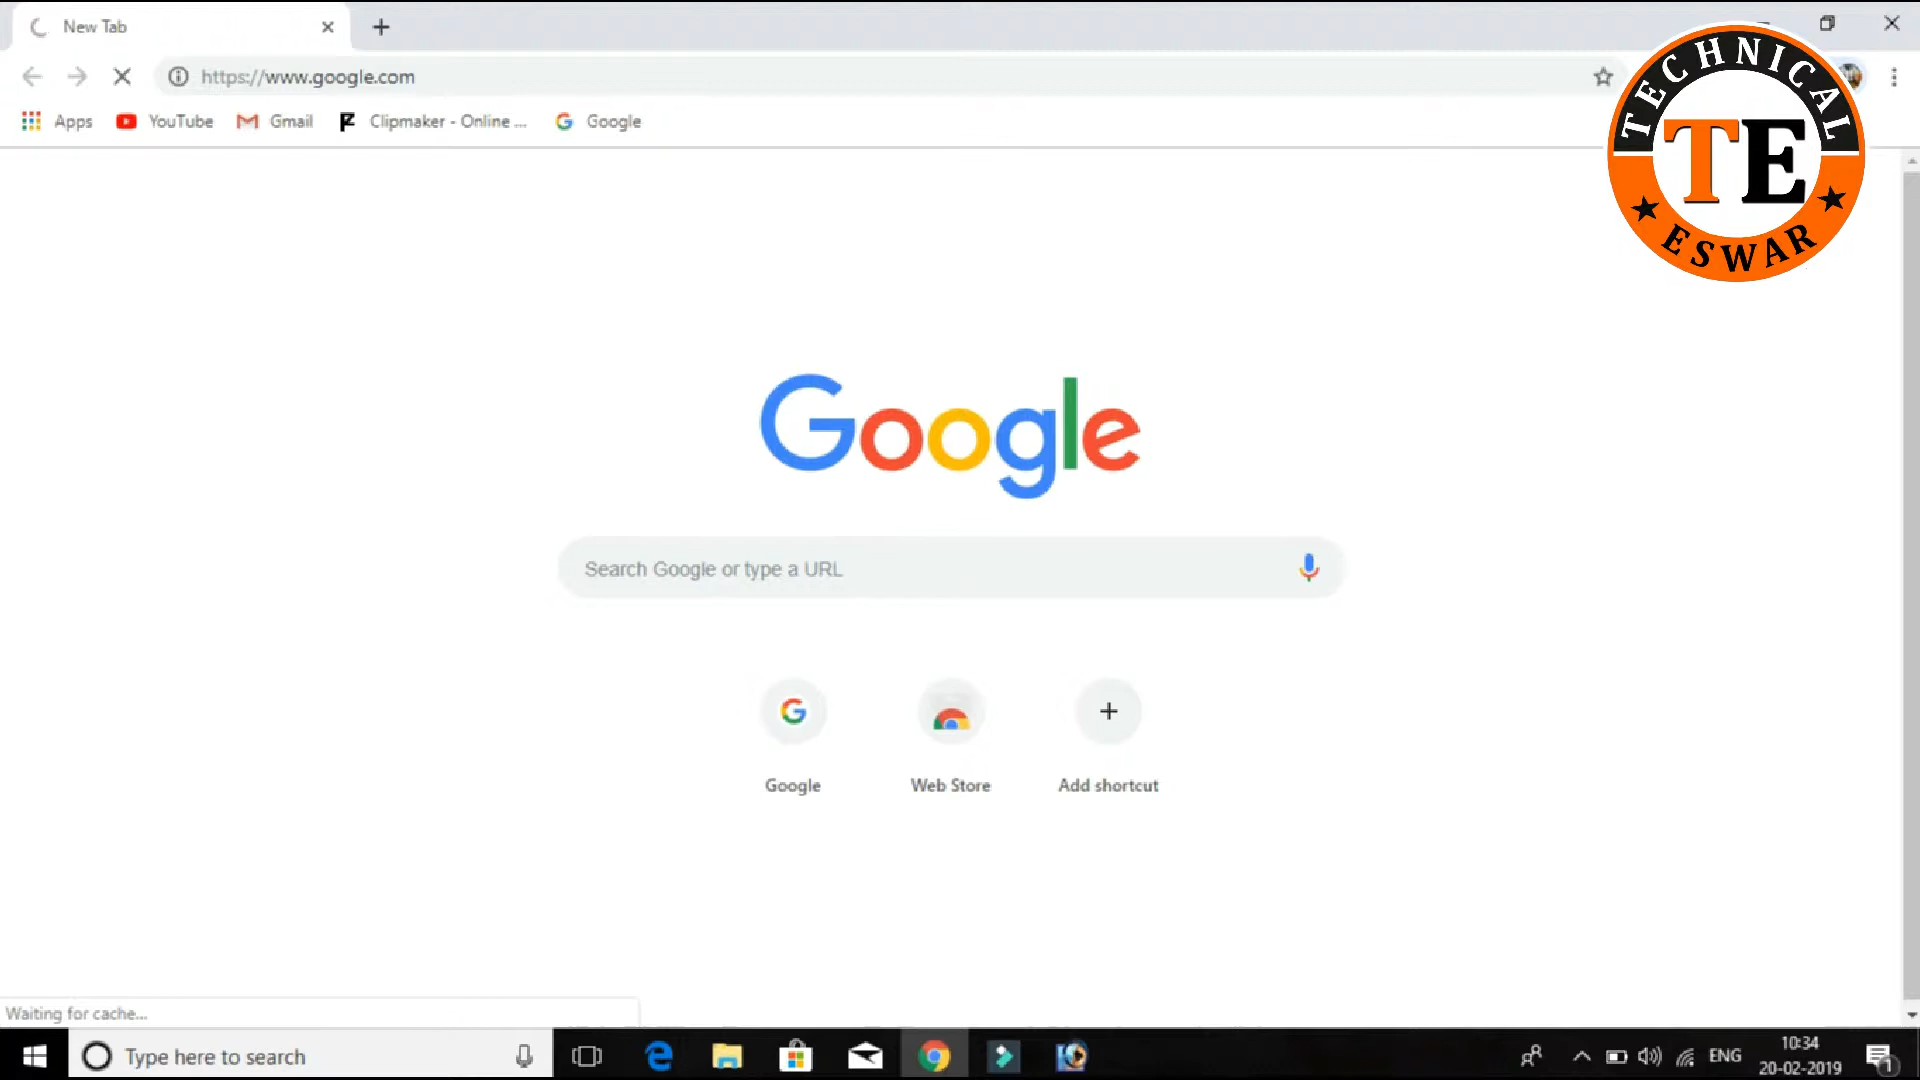 New Tab
https://www.google.com
Apps YouTube Gmail Clipmaker - Online ... Google
TECHNICAL
TE
ESWAR
Google
Search Google or type a URL
Google Web Store Add shortcut
Waiting for cache...
Type here to search
ENG
10:34
20-02-2019
1